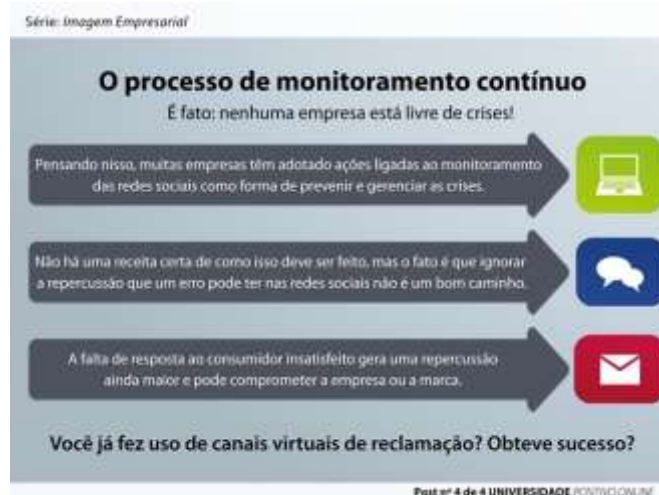 Série: Imagem Empresarial
O processo de monitoramento contínuo
É fato: nenhuma empresa está livre de crises!
Pensando nisso, muitas empresas têm adotado ações ligadas ao monitoramento
das redes sociais como forma de prevenir e gerenciar as crises.
Não há uma receita certa de como isso deve ser feito, mas o fato é que ignorar
a repercussão que um erro pode ter nas redes sociais não é um bom caminho.
A falta de resposta ao consumidor insatisfeito gera uma repercussão
ainda maior e pode comprometer a empresa ou a marca.
Você já fez uso de canais virtuais de reclamação? Obteve sucesso?
Post nº 4 de 4 UNIVERSIDADE POSITIVO ONLINE